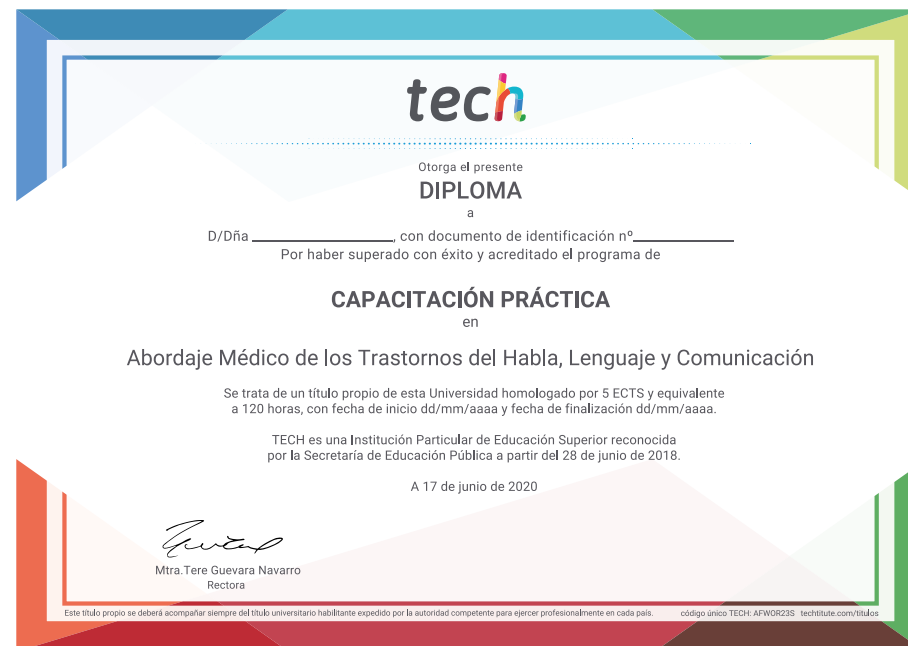 tech
Otorga el presente
DIPLOMA
a
D/Dña ________________, con documento de identificación nº____________
Por haber superado con éxito y acreditado el programa de
CAPACITACIÓN PRÁCTICA
en
Abordaje Médico de los Trastornos del Habla, Lenguaje y Comunicación
Se trata de un título propio de esta Universidad homologado por 5 ECTS y equivalente
a 120 horas, con fecha de inicio dd/mm/aaaa y fecha de finalización dd/mm/aaaa.
TECH es una Institución Particular de Educación Superior reconocida
por la Secretaría de Educación Pública a partir del 28 de junio de 2018.
A 17 de junio de 2020
Mtra.Tere Guevara Navarro
Rectora
Este título propio se deberá acompañar siempre del título universitario habilitante expedido por la autoridad competente para ejercer profesionalmente en cada país. código único TECH: AFWOR23S techtitute.com/titulos